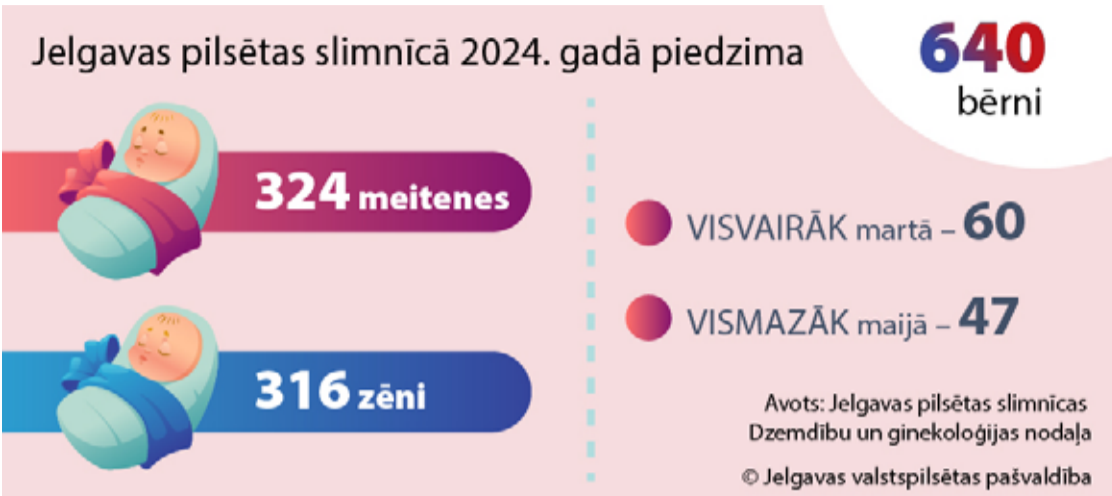 Jelgavas pilsētas slimnīcā 2024. gadā piedzima
640
bērni
324 meitenes
316 zēni
VISVAIRĀK martā – 60
VISMAZĀK maijā – 47
Avots: Jelgavas pilsētas slimnīcas
Dzemdību un ginekoloģijas nodaļa
© Jelgavas valstspilsētas pašvaldība